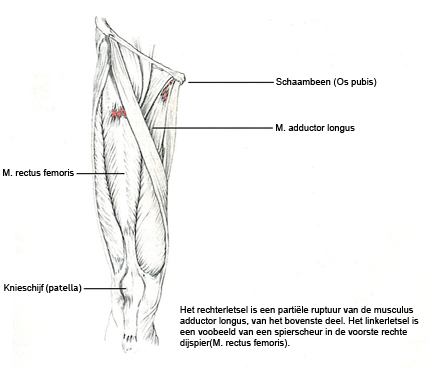 Schaambeen (Os pubis)
M. adductor longus
M. rectus femoris
Knieschijf (patella)
Het rechterletsel is een partiële ruptuur van de musculus
adductor longus, van het bovenste deel. Het linkerletsel is
een voobeeld van een spierscheur in de voorste rechte
dijspier(M. rectus femoris).